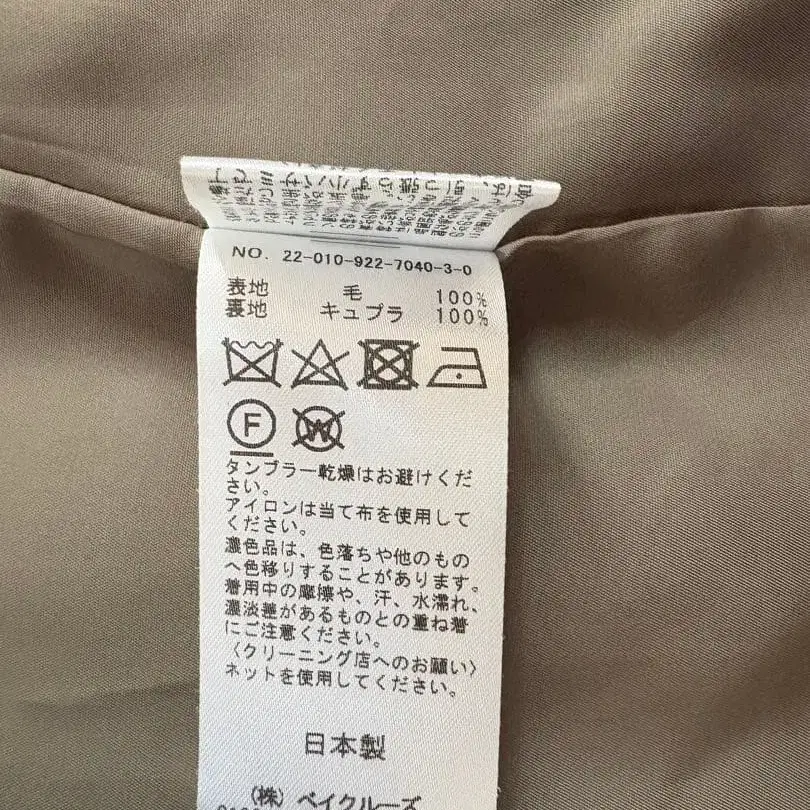 NO. 22-010-922-7040-3-0
表地 毛 100%
裏地 キュプラ 100%
F
W
タンブラー乾燥はお避けくだ
さい。
アイロンは当て布を使用して
ください。
濃色品は、色落ちや他のもの
へ色移りすることがあります。
着用中の摩擦や、汗、水濡れ、
濃淡差があるものとの重ね着
にご注意ください。
〈クリーニング店へのお願い〉
ネットを使用してください。
日本製
(株) ベイクルーズ